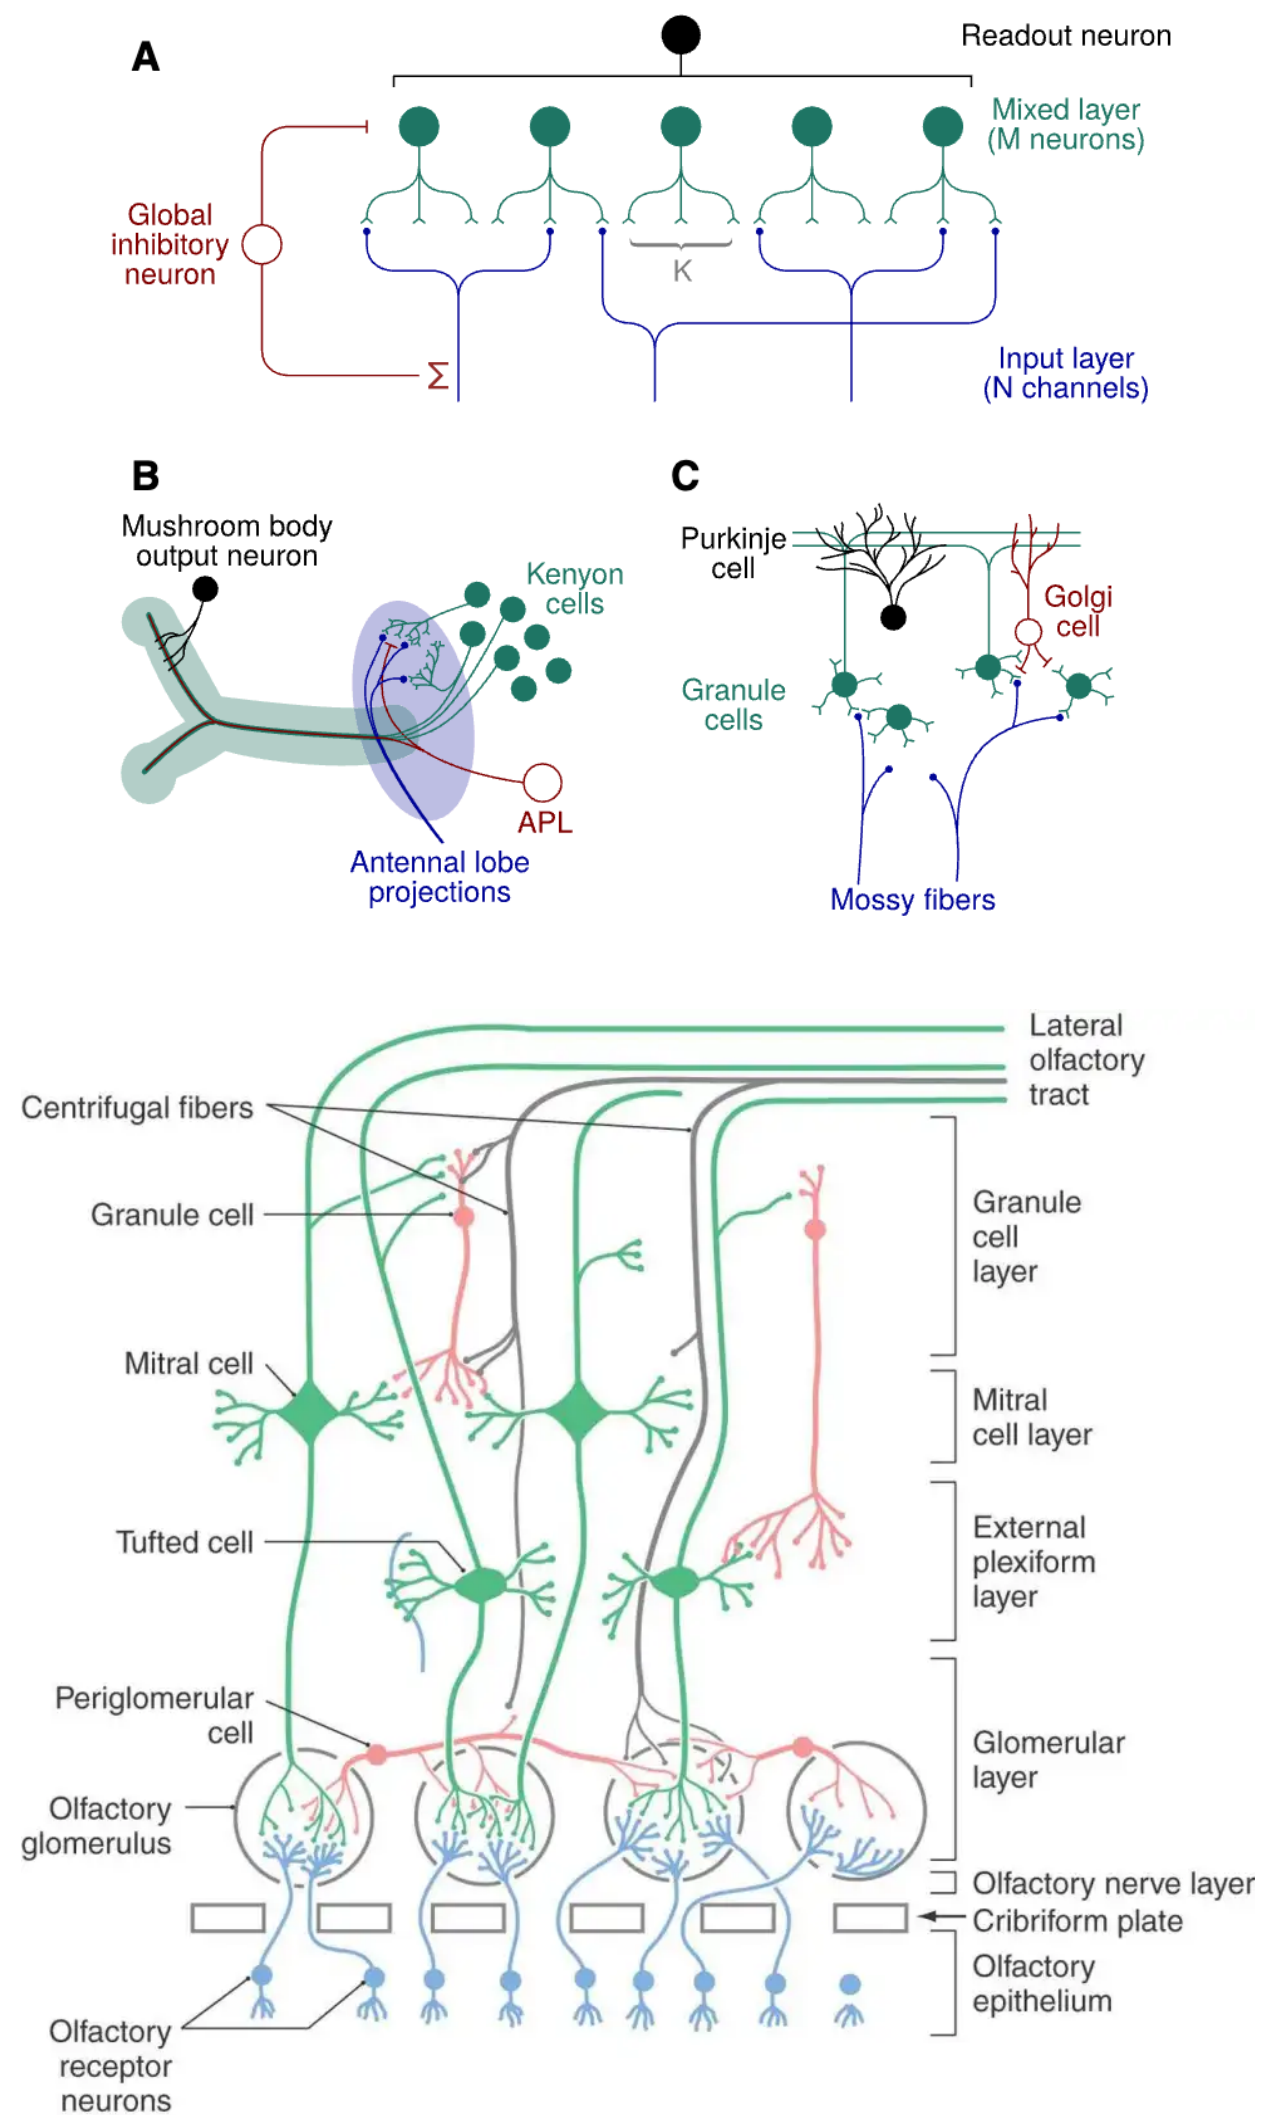 A
Readout neuron
Mixed layer
(M neurons)
Global
inhibitory
neuron
K
Σ
Input layer
(N channels)
B
Mushroom body
output neuron
Kenyon
cells
APL
Antennal lobe
projections
C
Purkinje
cell
Golgi
cell
Granule
cells
Mossy fibers
Lateral
olfactory
tract
Centrifugal fibers
Granule cell
Granule
cell
layer
Mitral cell
Mitral
cell layer
Tufted cell
External
plexiform
layer
Periglomerular
cell
Glomerular
layer
Olfactory
glomerulus
Olfactory nerve layer
Cribriform plate
Olfactory
epithelium
Olfactory
receptor
neurons